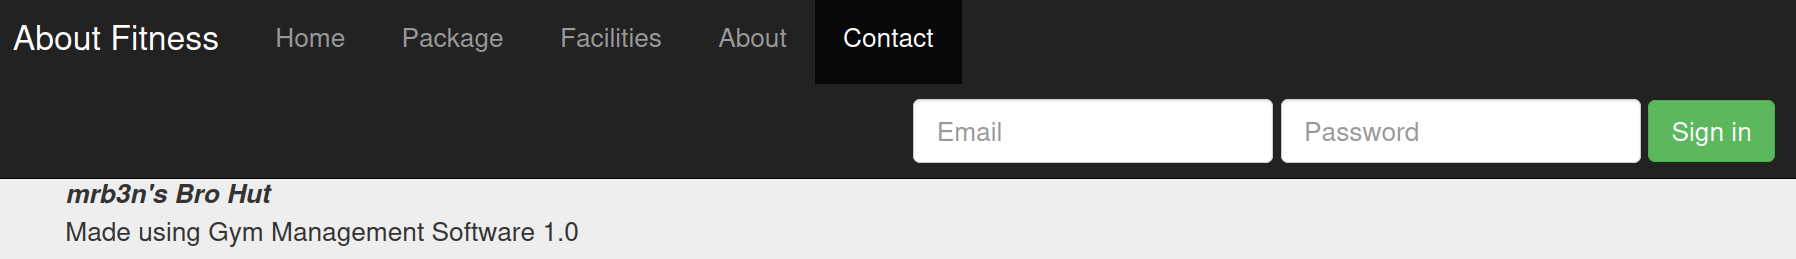 About Fitness Home Package Facilities About Contact
Email Password Sign in
mrb3n's Bro Hut
Made using Gym Management Software 1.0